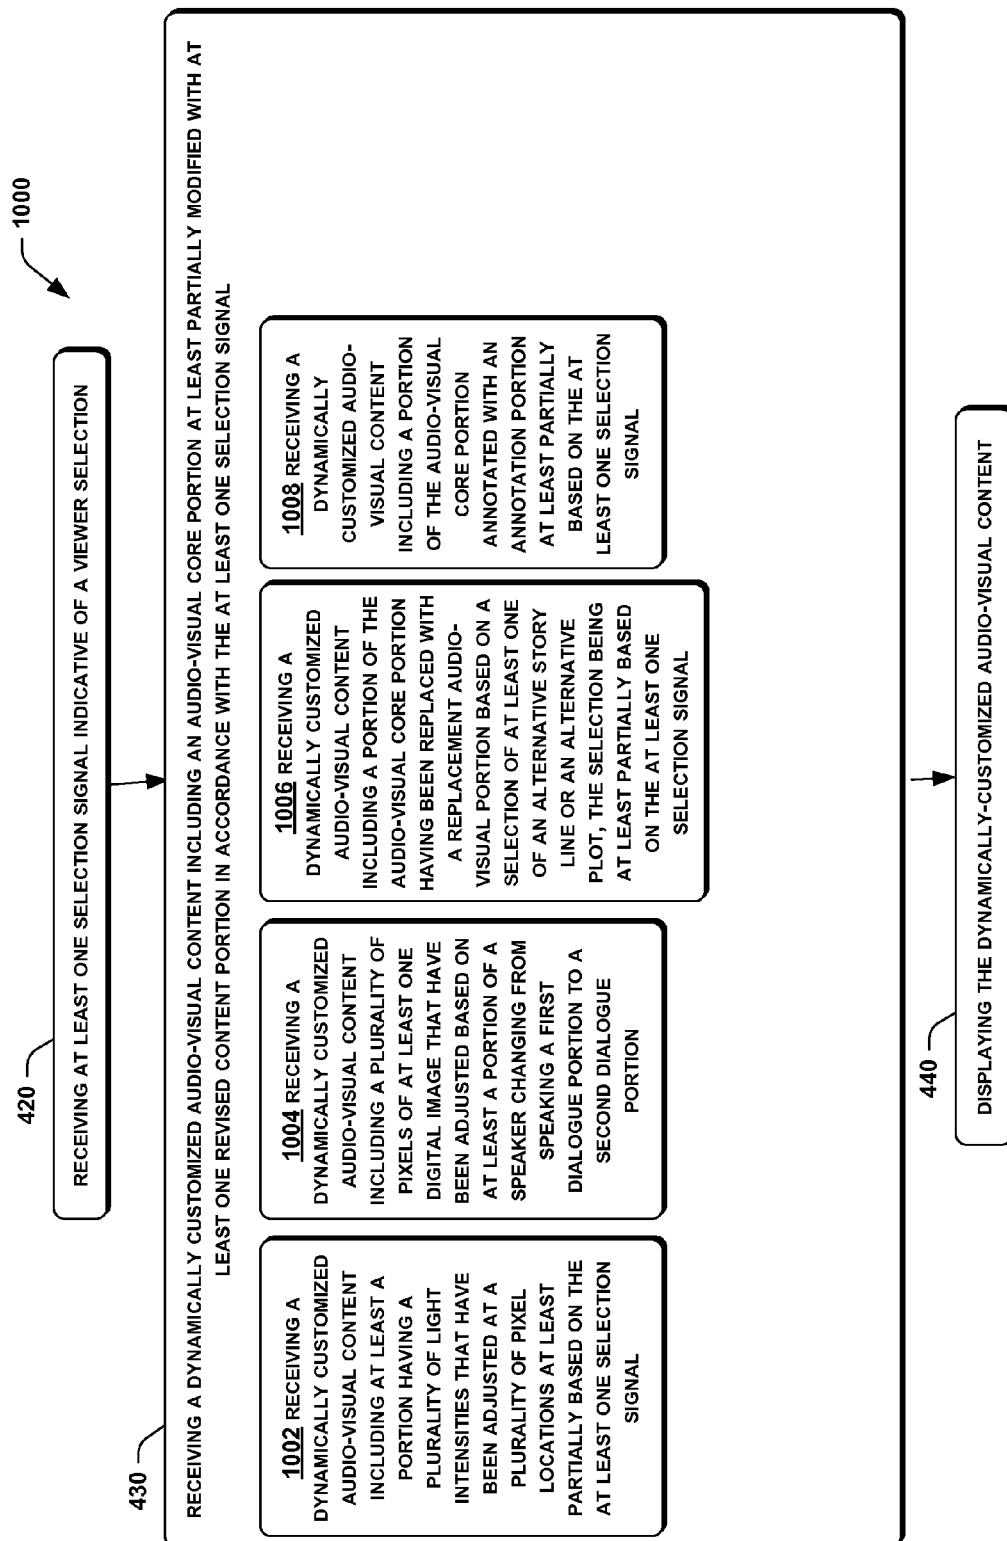 1000
420
RECEIVING AT LEAST ONE SELECTION SIGNAL INDICATIVE OF A VIEWER SELECTION
430
RECEIVING A DYNAMICALLY CUSTOMIZED AUDIO-VISUAL CONTENT INCLUDING AN AUDIO-VISUAL CORE PORTION AT LEAST PARTIALLY MODIFIED WITH AT
LEAST ONE REVISED CONTENT PORTION IN ACCORDANCE WITH THE AT LEAST ONE SELECTION SIGNAL
1002 RECEIVING A
DYNAMICALLY CUSTOMIZED
AUDIO-VISUAL CONTENT
INCLUDING AT LEAST A
PORTION HAVING A
PLURALITY OF LIGHT
INTENSITIES THAT HAVE
BEEN ADJUSTED AT A
PLURALITY OF PIXEL
LOCATIONS AT LEAST
PARTIALLY BASED ON THE
AT LEAST ONE SELECTION
SIGNAL
1004 RECEIVING A
DYNAMICALLY CUSTOMIZED
AUDIO-VISUAL CONTENT
INCLUDING A PLURALITY OF
PIXELS OF AT LEAST ONE
DIGITAL IMAGE THAT HAVE
BEEN ADJUSTED BASED ON
AT LEAST A PORTION OF A
SPEAKER CHANGING FROM
SPEAKING A FIRST
DIALOGUE PORTION TO A
SECOND DIALOGUE
PORTION
1006 RECEIVING A
DYNAMICALLY CUSTOMIZED
AUDIO-VISUAL CONTENT
INCLUDING A PORTION OF THE
AUDIO-VISUAL CORE PORTION
HAVING BEEN REPLACED WITH
A REPLACEMENT AUDIO-
VISUAL PORTION BASED ON A
SELECTION OF AT LEAST ONE
OF AN ALTERNATIVE STORY
LINE OR AN ALTERNATIVE
PLOT, THE SELECTION BEING
AT LEAST PARTIALLY BASED
ON THE AT LEAST ONE
SELECTION SIGNAL
1008 RECEIVING A
DYNAMICALLY
CUSTOMIZED AUDIO-
VISUAL CONTENT
INCLUDING A PORTION
OF THE AUDIO-VISUAL
CORE PORTION
ANNOTATED WITH AN
ANNOTATION PORTION
AT LEAST PARTIALLY
BASED ON THE AT
LEAST ONE SELECTION
SIGNAL
440
DISPLAYING THE DYNAMICALLY-CUSTOMIZED AUDIO-VISUAL CONTENT